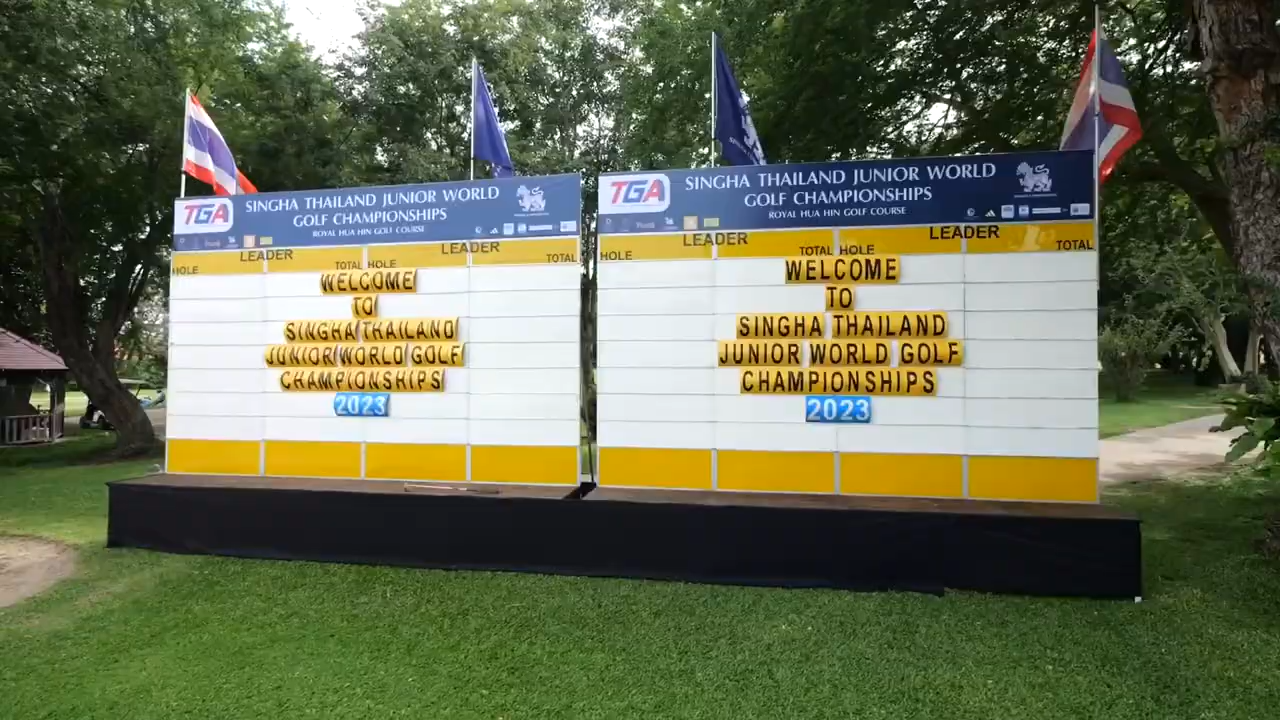 TGA
SINGHA THAILAND JUNIOR WORLD
GOLF CHAMPIONSHIPS
ROYAL HUA HIN GOLF COURSE
HOLE LEADER TOTAL HOLE LEADER TOTAL
WELCOME
TO
SINGHA THAILAND
JUNIOR WORLD GOLF
CHAMPIONSHIPS
2023
TGA
SINGHA THAILAND JUNIOR WORLD
GOLF CHAMPIONSHIPS
ROYAL HUA HIN GOLF COURSE
HOLE LEADER TOTAL HOLE LEADER TOTAL
WELCOME
TO
SINGHA THAILAND
JUNIOR WORLD GOLF
CHAMPIONSHIPS
2023